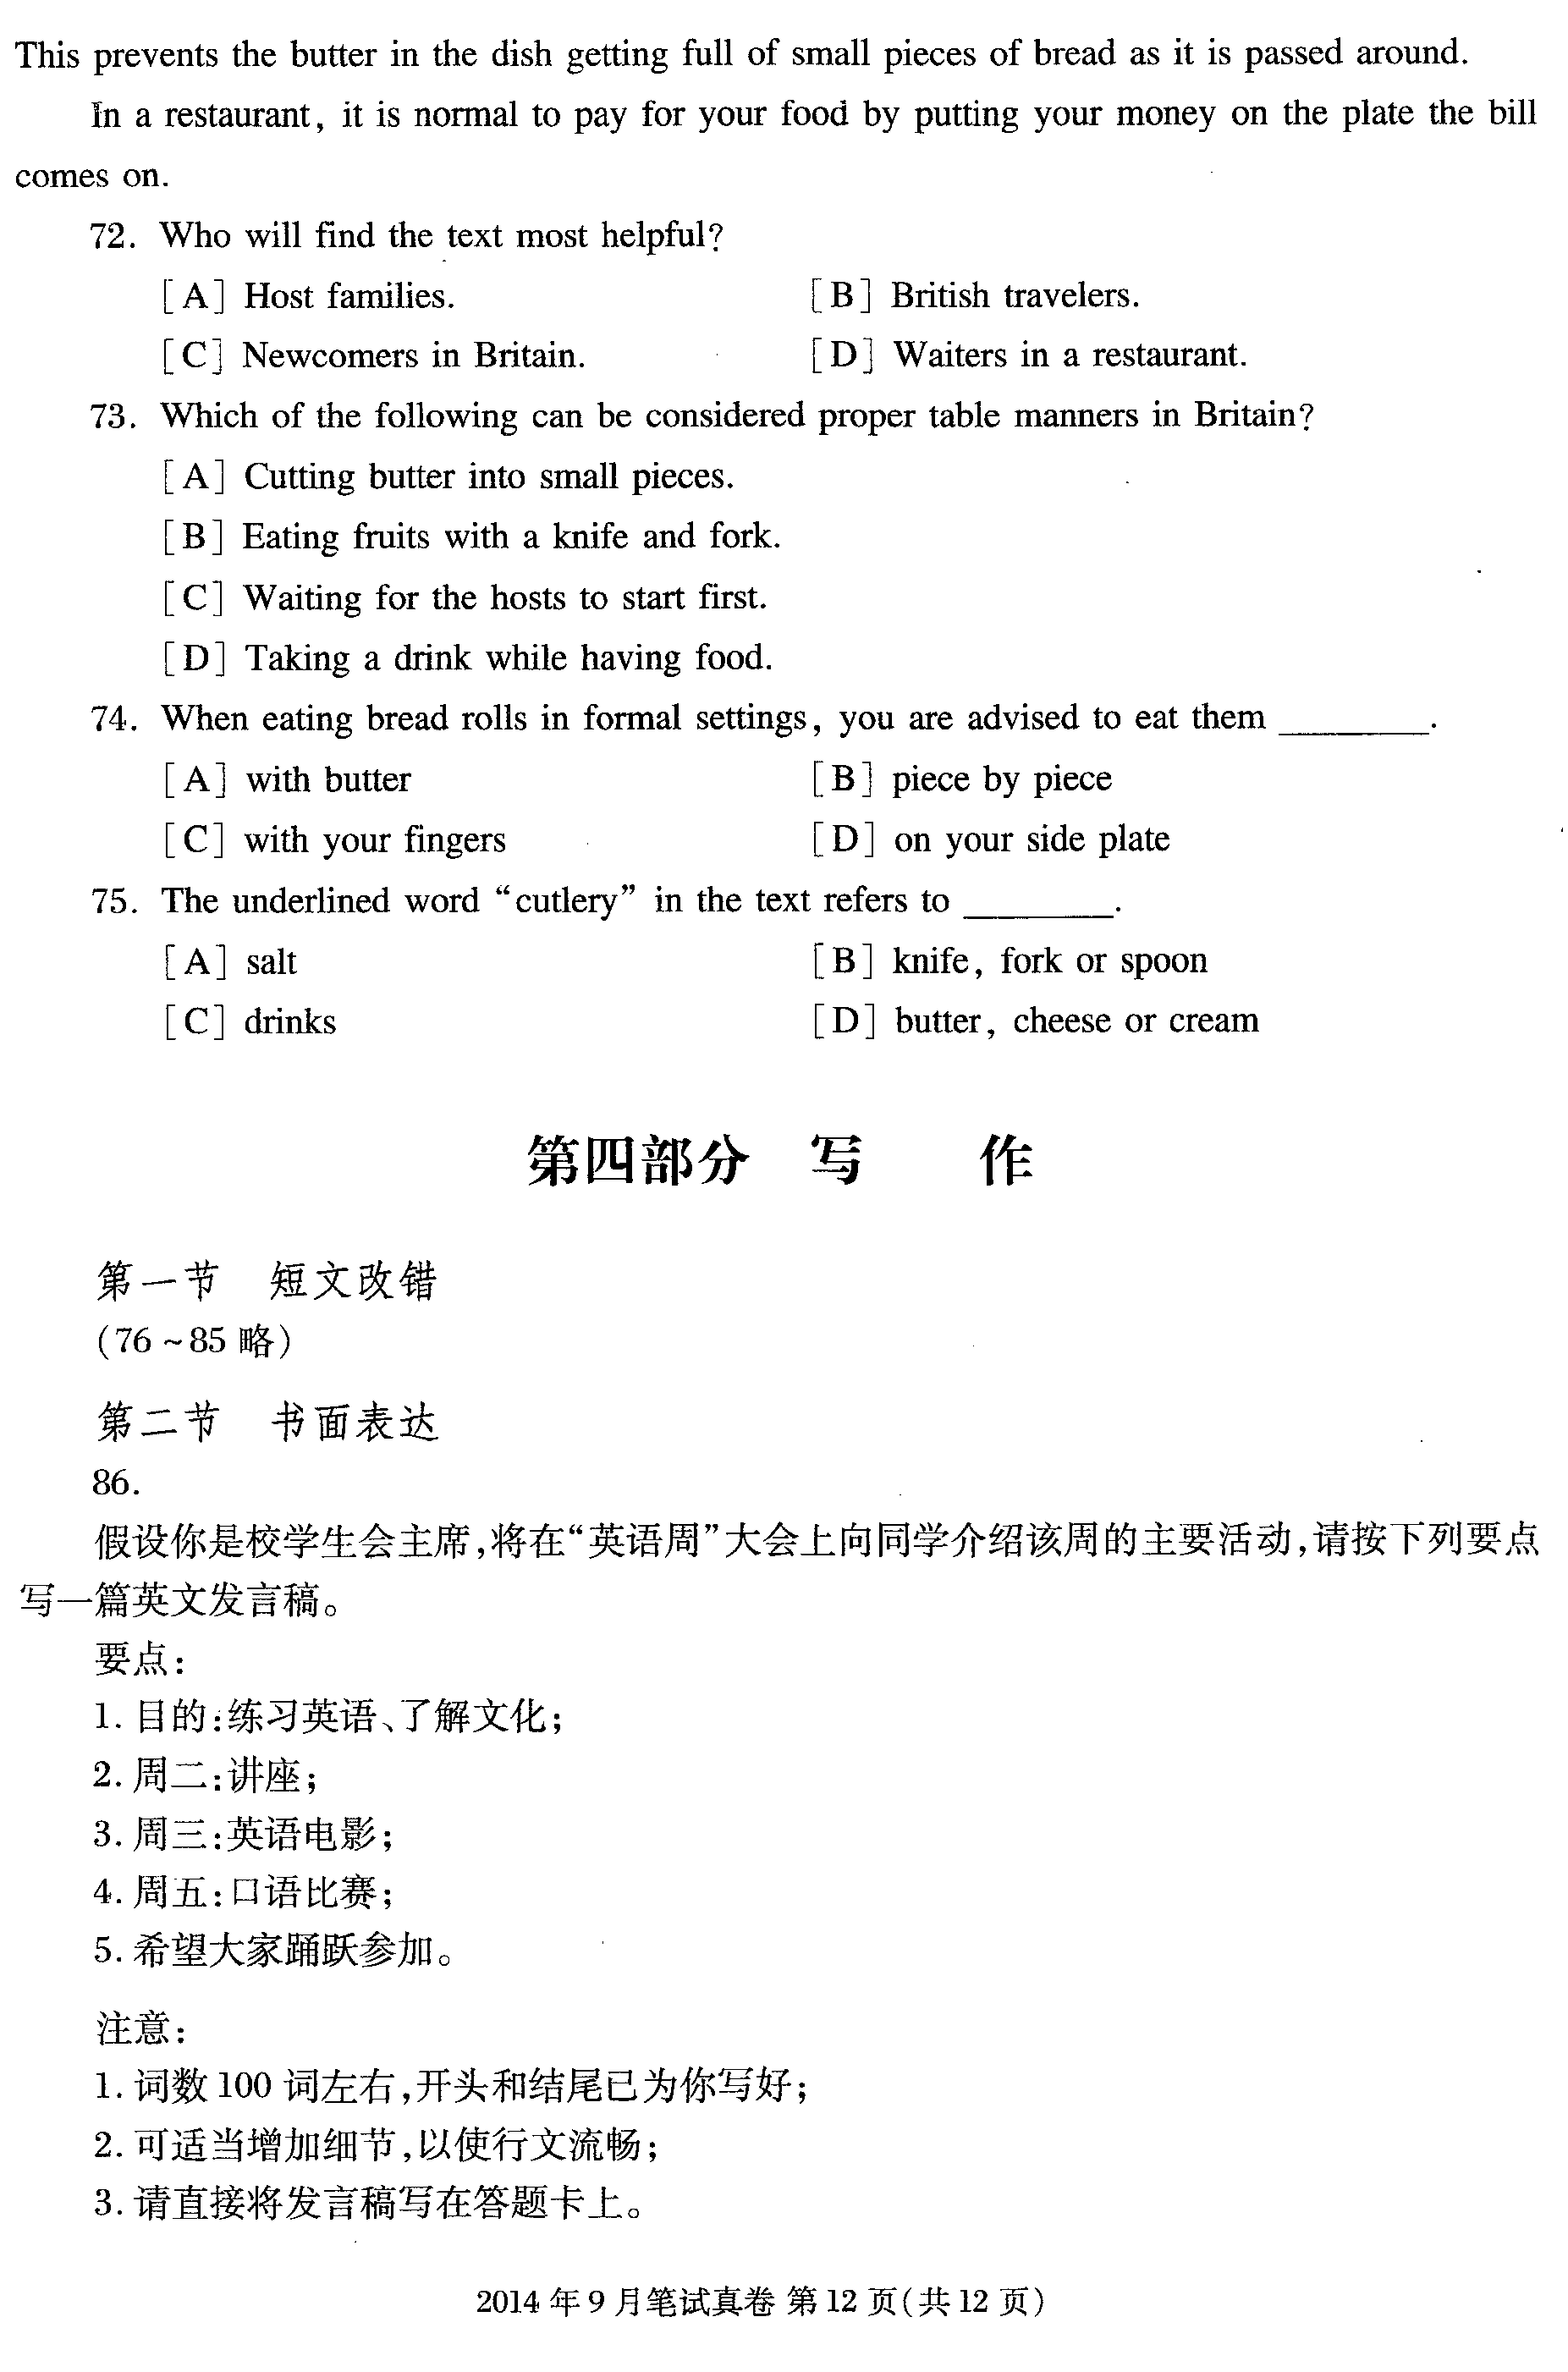 This prevents the butter in the dish getting full of small pieces of bread as it is passed around.
In a restaurant, it is normal to pay for your food by putting your money on the plate the bill
comes on.
72. Who will find the text most helpful?
[A] Host families. [B] British travelers.
[C] Newcomers in Britain. [D] Waiters in a restaurant.
73. Which of the following can be considered proper table manners in Britain?
[A] Cutting butter into small pieces.
[B] Eating fruits with a knife and fork.
[C] Waiting for the hosts to start first.
[D] Taking a drink while having food.
74. When eating bread rolls in formal settings, you are advised to eat them ________.
[A] with butter [B] piece by piece
[C] with your fingers [D] on your side plate
75. The underlined word “cutlery” in the text refers to ________.
[A] salt [B] knife, fork or spoon
[C] drinks [D] butter, cheese or cream
第四部分 写 作
第一节 短文改错
(76~85 略)
第二节 书面表达
86.
假设你是校学生会主席,将在“英语周”大会上向同学介绍该周的主要活动,请按下列要点
写一篇英文发言稿。
要点:
1. 目的:练习英语、了解文化;
2. 周二:讲座;
3. 周三:英语电影;
4. 周五:口语比赛;
5. 希望大家踊跃参加。
注意:
1. 词数 100 词左右,开头和结尾已为你写好;
2. 可适当增加细节,以使行文流畅;
3. 请直接将发言稿写在答题卡上。
2014 年 9 月笔试真卷 第 12 页(共 12 页)